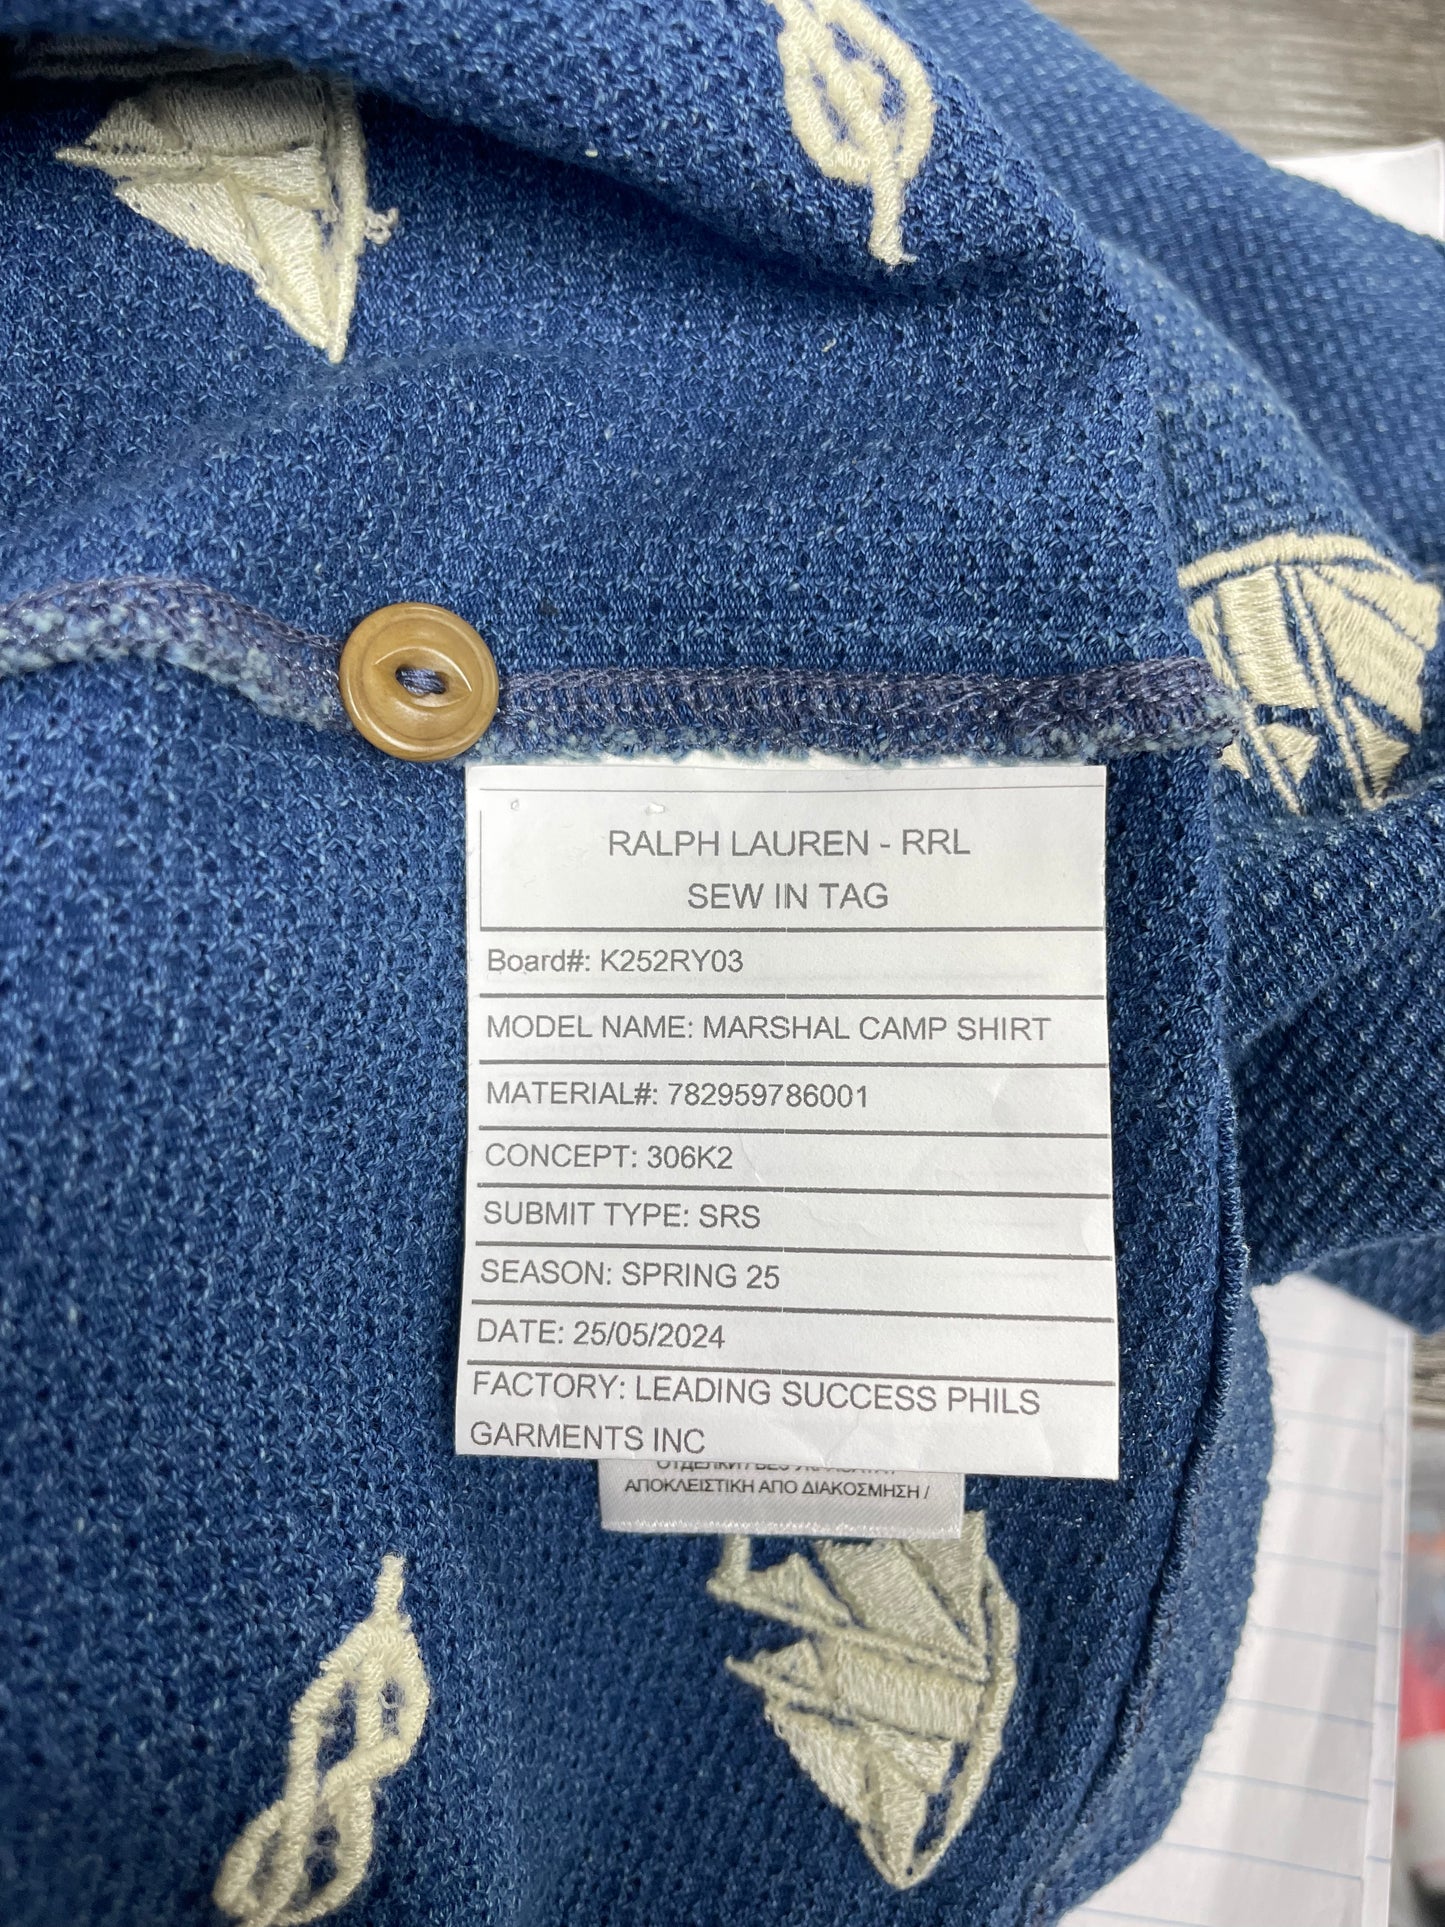 RALPH LAUREN - RRL
SEW IN TAG
Board#: K252RY03
MODEL NAME: MARSHAL CAMP SHIRT
MATERIAL#: 782959786001
CONCEPT: 306K2
SUBMIT TYPE: SRS
SEASON: SPRING 25
DATE: 25/05/2024
FACTORY: LEADING SUCCESS PHILS
GARMENTS INC
ΑΠΟΚΛΕΙΣΤΙΚΗ ΑΠΟ ΔΙΑΚΟΣΜΗΣΗ /